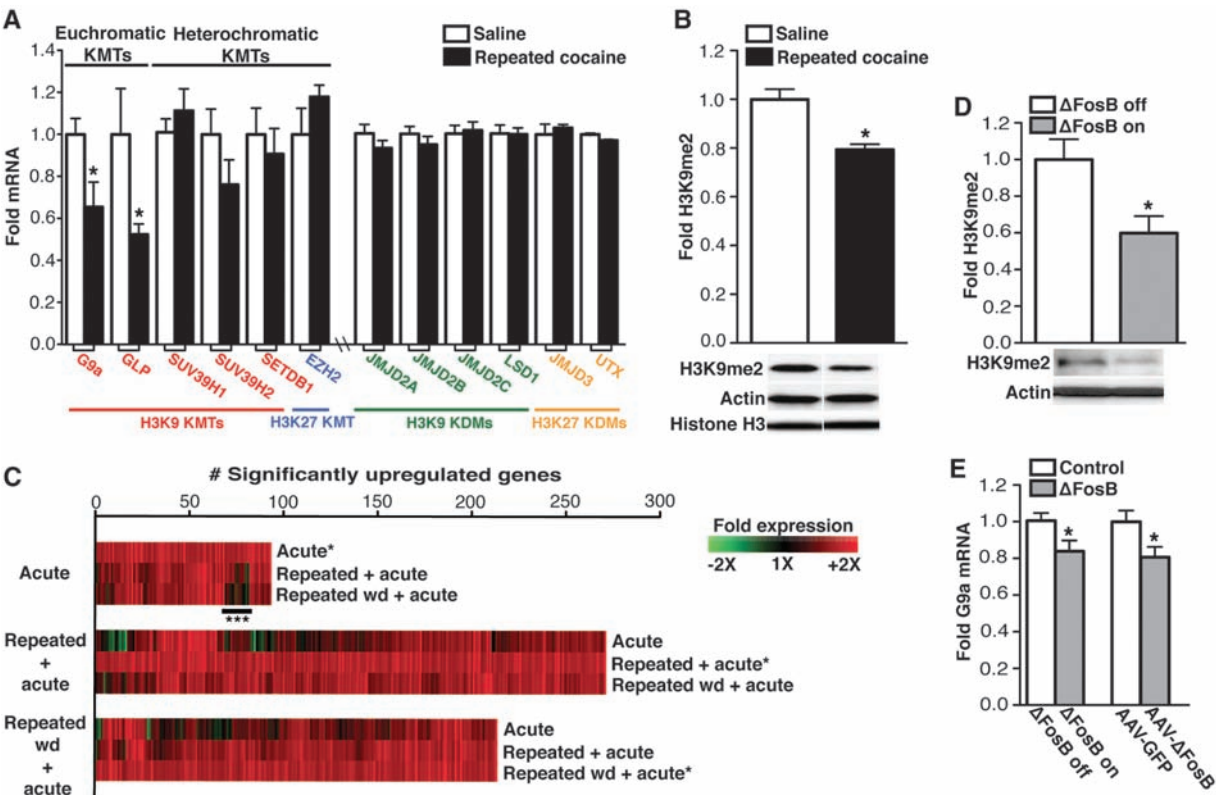 A
Euchromatic Heterochromatic
KMTs KMTs
Saline
Repeated cocaine
Fold mRNA
1.4
1.2
1.0
0.8
0.6
0.4
0.2
0.0
*
*
G9a
GLP
SUV39H1
SUV39H2
SETDB1
EZH2
JMJD2A
JMJD2B
JMJD2C
LSD1
JMJD3
UTX
H3K9 KMTs
H3K27 KMT
H3K9 KDMs
H3K27 KDMs
B
Saline
Repeated cocaine
Fold H3K9me2
1.2
1.0
0.8
0.6
0.4
0.2
0.0
*
H3K9me2
Actin
Histone H3
D
ΔFosB off
ΔFosB on
Fold H3K9me2
1.2
1.0
0.8
0.6
0.4
0.2
0.0
*
H3K9me2
Actin
C
# Significantly upregulated genes
0 50 100 150 200 250 300
Fold expression
-2X 1X +2X
Acute
Acute*
Repeated + acute
Repeated wd + acute
***
Repeated
+
acute
Acute
Repeated + acute*
Repeated wd + acute
Repeated
wd
+
acute
Acute
Repeated + acute
Repeated wd + acute*
E
Control
ΔFosB
Fold G9a mRNA
1.2
1.0
0.8
0.6
0.4
0.2
0.0
*
*
ΔFosB off
ΔFosB on
AAV-GFP
AAV-ΔFosB